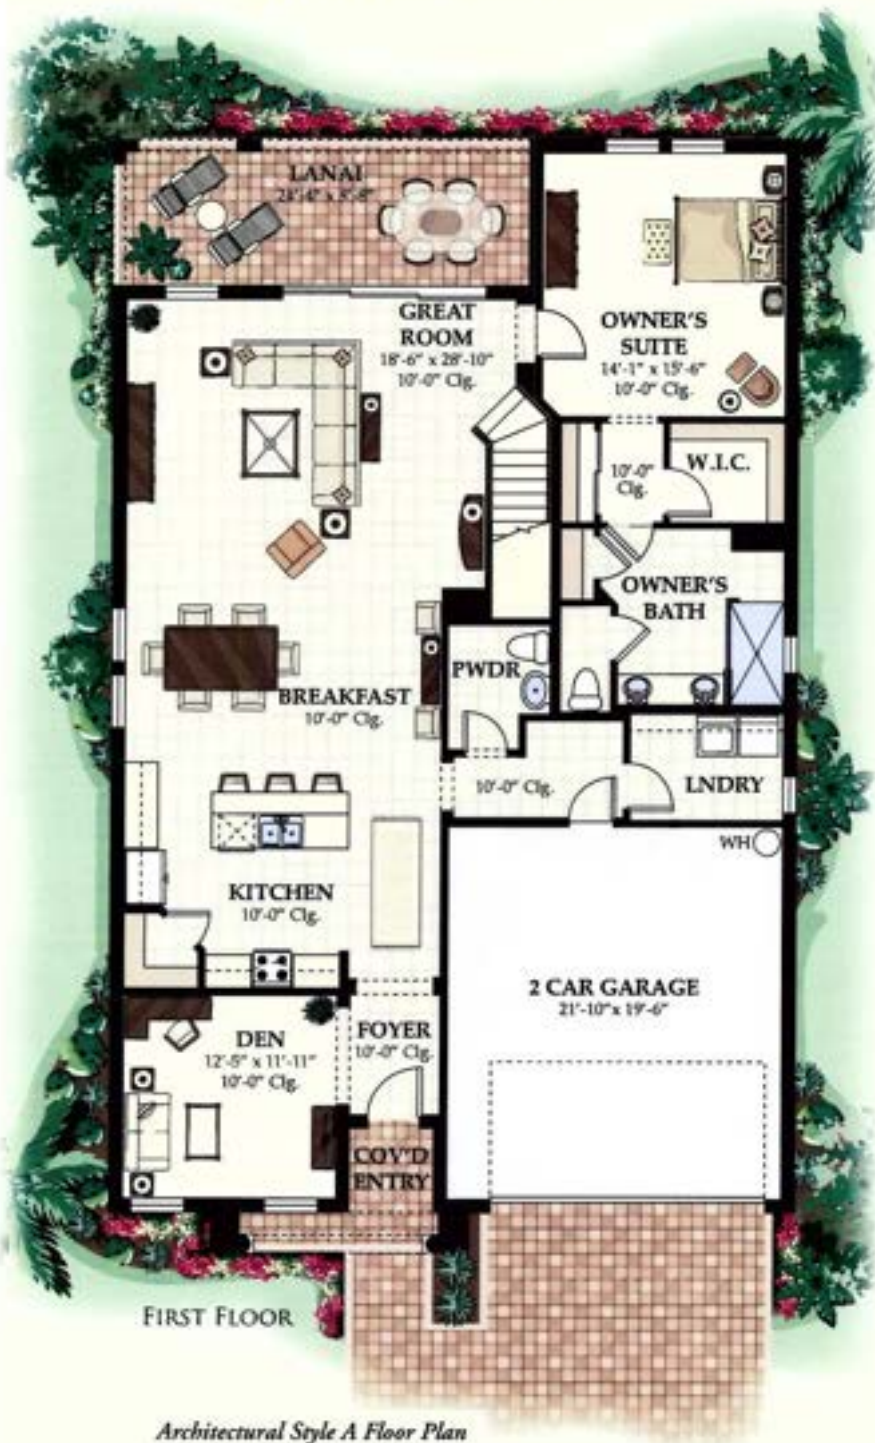 LANAI
GREAT
ROOM
18'-6" x 28'-10"
10'-0" Clg.
OWNER'S
SUITE
14'-1" x 15'-6"
10'-0" Clg.
10'-0"
Clg.
W.I.C.
OWNER'S
BATH
PWDR
BREAKFAST
10'-0" Clg.
10'-0" Clg.
LNDRY
WH
KITCHEN
10'-0" Clg.
2 CAR GARAGE
21'-10" x 19'-6"
DEN
12'-5" x 11'-11"
10'-0" Clg.
FOYER
10'-0" Clg.
COV'D
ENTRY
FIRST FLOOR
Architectural Style A Floor Plan